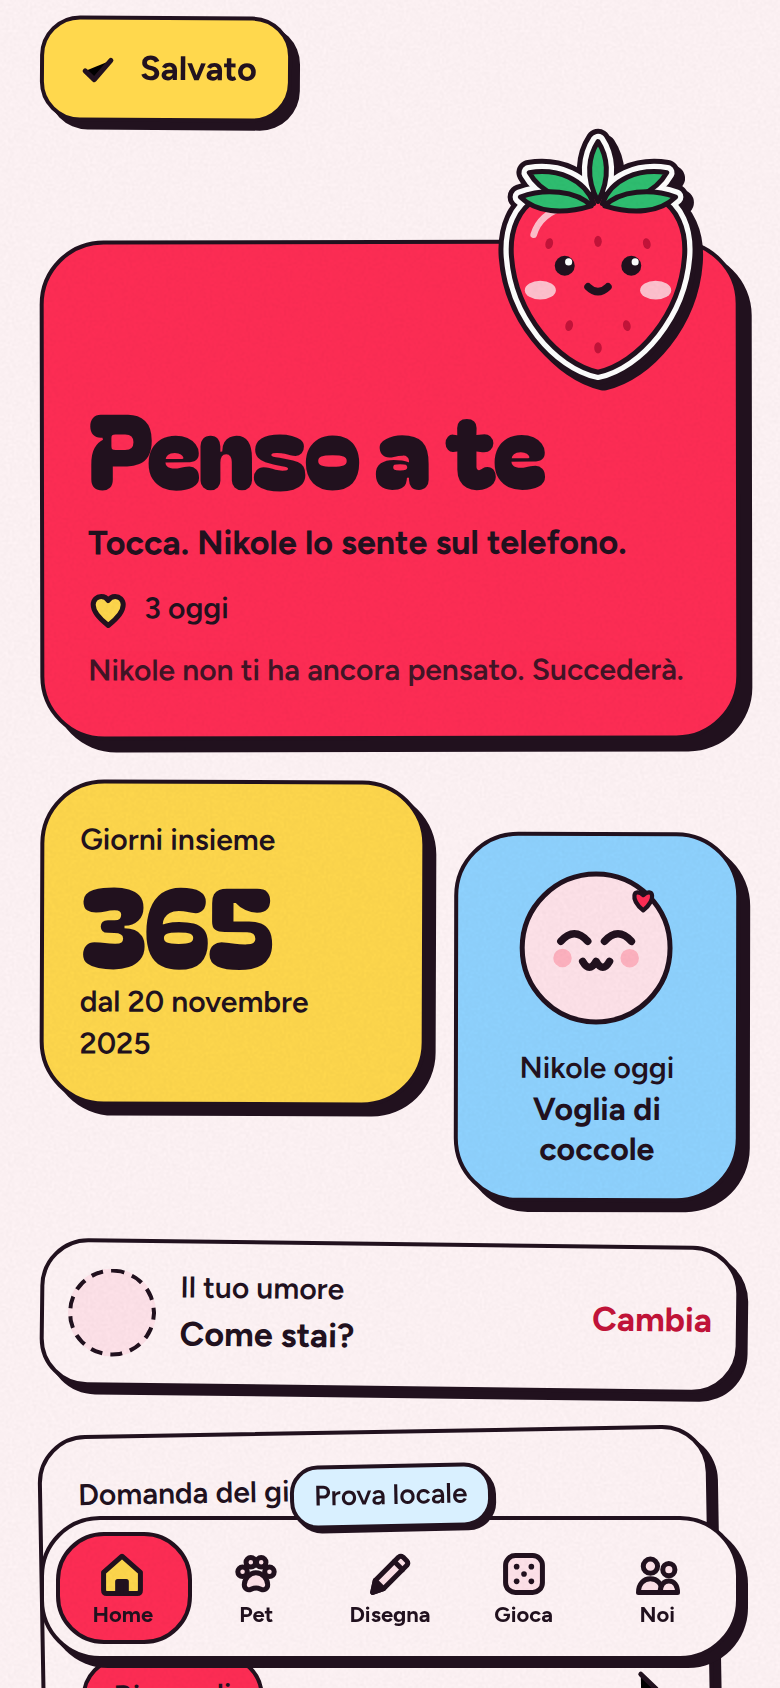 Salvato
Penso a te
Tocca. Nikole lo sente sul telefono.
3 oggi
Nikole non ti ha ancora pensato. Succederà.
Giorni insieme
365
dal 20 novembre
2025
Nikole oggi
Voglia di
coccole
Il tuo umore
Come stai?
Cambia
Domanda del gi
Prova locale
Home
Pet
Disegna
Gioca
Noi